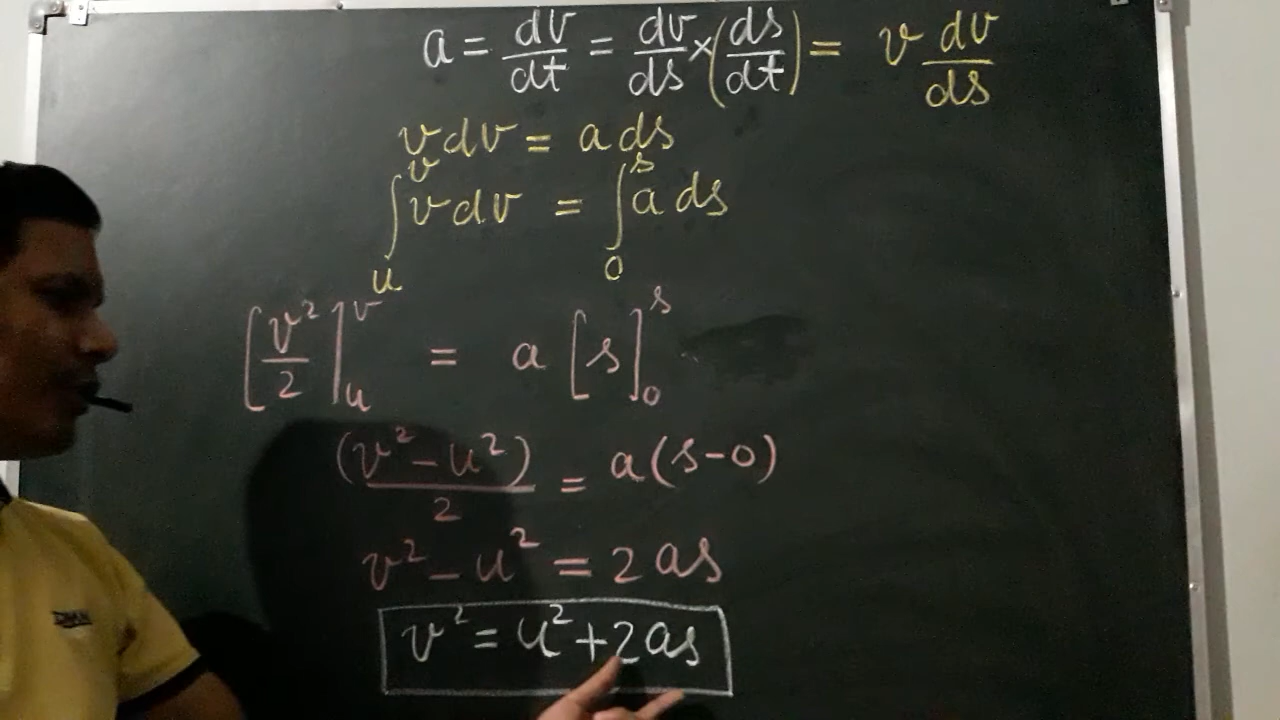 a = dv/dt = dv/ds × (ds/dt) = v dv/ds
v dv = a ds
∫_u^v v dv = ∫_0^s a ds
[v²/2]_u^v = a [s]_0^s
(v² - u²)/2 = a(s-0)
v² - u² = 2as
v² = u² + 2as